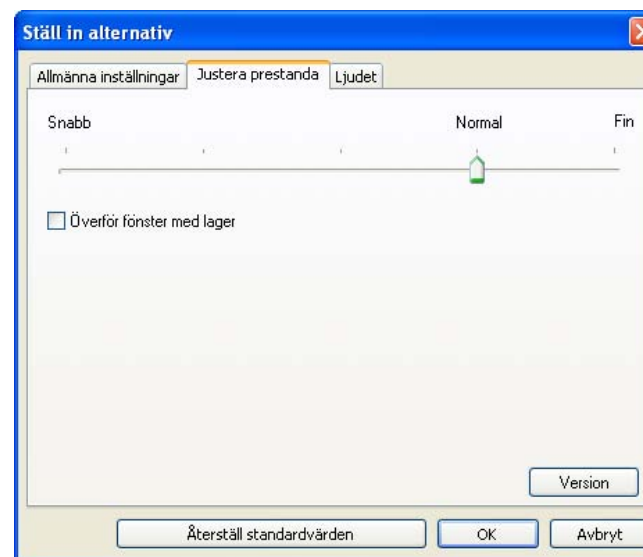 Ställ in alternativ
Allmänna inställningar Justera prestanda Ljudet
Snabb Normal Fin
Överför fönster med lager
Version
Återställ standardvärden OK Avbryt